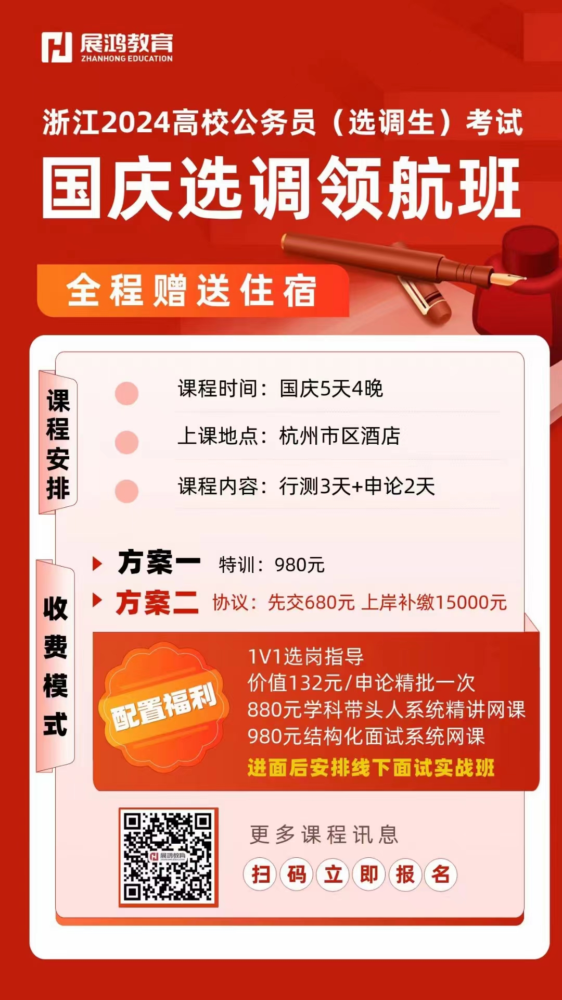 展鸿教育
ZHANHONG EDUCATION
浙江2024高校公务员（选调生）考试
国庆选调领航班
全程赠送住宿
课程安排
课程时间：国庆5天4晚
上课地点：杭州市区酒店
课程内容：行测3天+申论2天
收费模式
方案一 特训：980元
方案二 协议：先交680元 上岸补缴15000元
配置福利
1V1选岗指导
价值132元/申论精批一次
880元学科带头人系统精讲网课
980元结构化面试系统网课
进面后安排线下面试实战班
展鸿教育
更多课程讯息
扫码立即报名